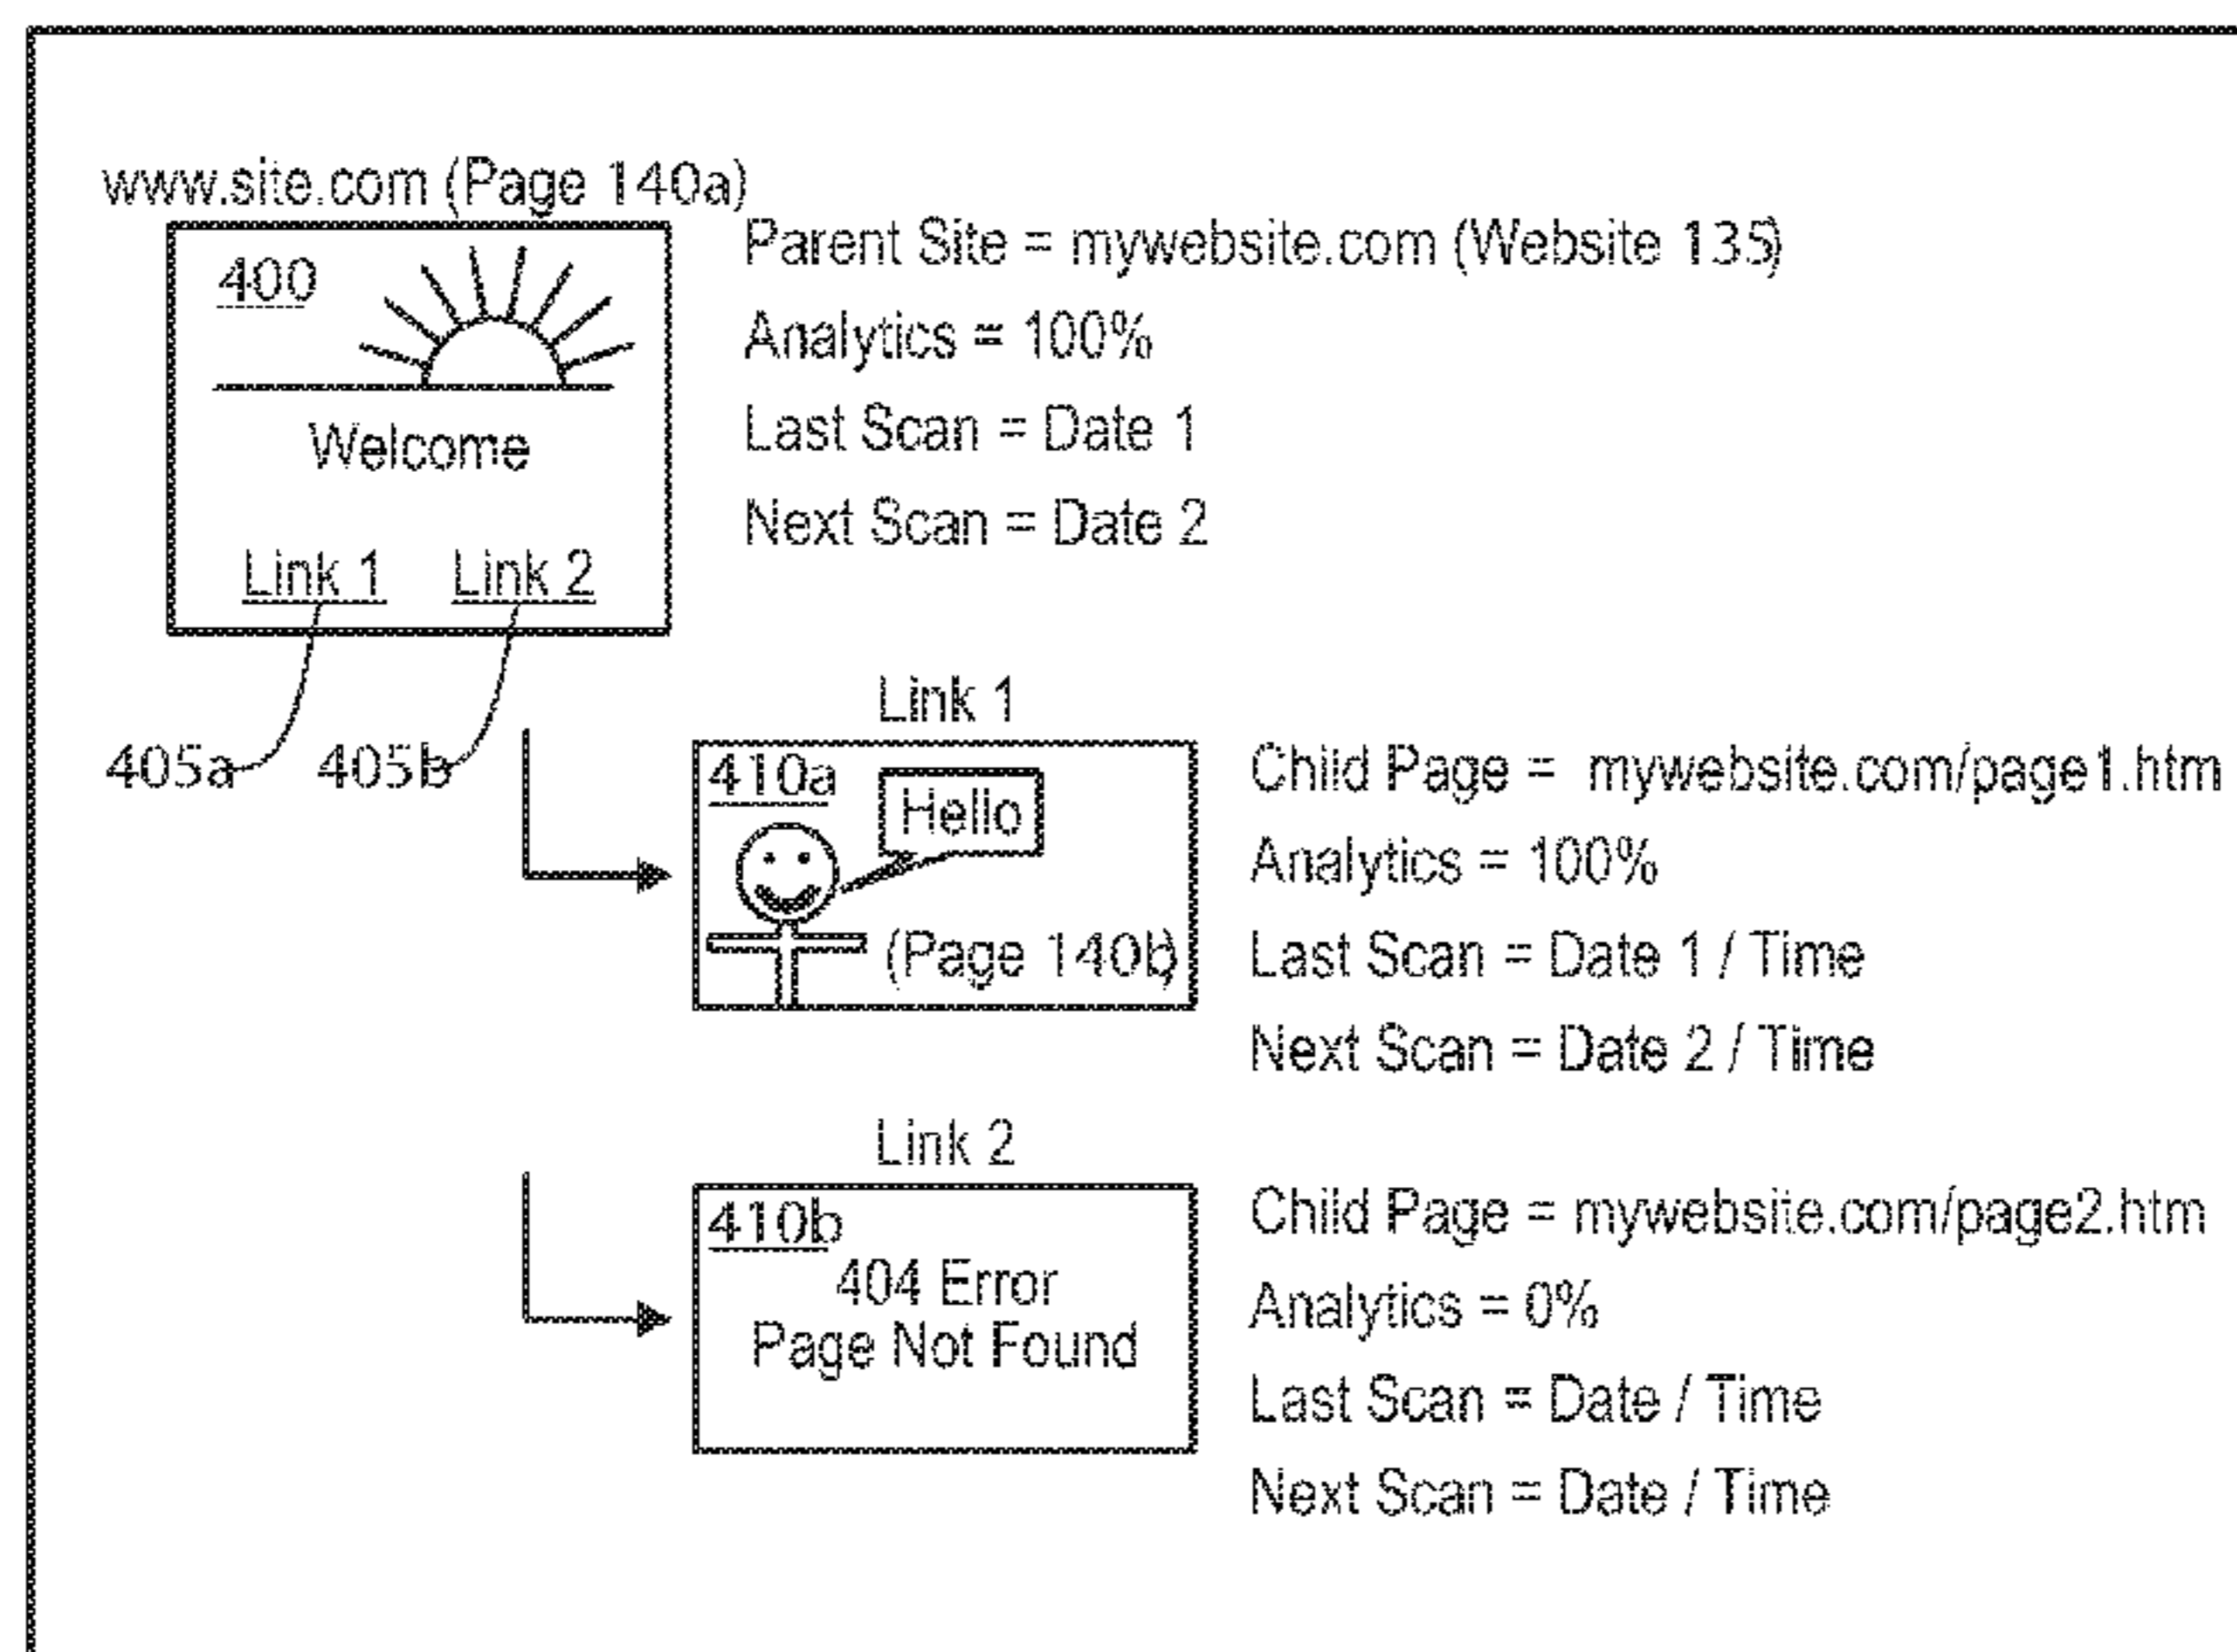 www.site.com (Page 140a)
400
Welcome
Link 1 Link 2
405a 405b
Parent Site = mywebsite.com (Website 135)
Analytics = 100%
Last Scan = Date 1
Next Scan = Date 2
Link 1
410a
Hello
(Page 140b)
Child Page = mywebsite.com/page1.htm
Analytics = 100%
Last Scan = Date 1 / Time
Next Scan = Date 2 / Time
Link 2
410b
404 Error
Page Not Found
Child Page = mywebsite.com/page2.htm
Analytics = 0%
Last Scan = Date / Time
Next Scan = Date / Time